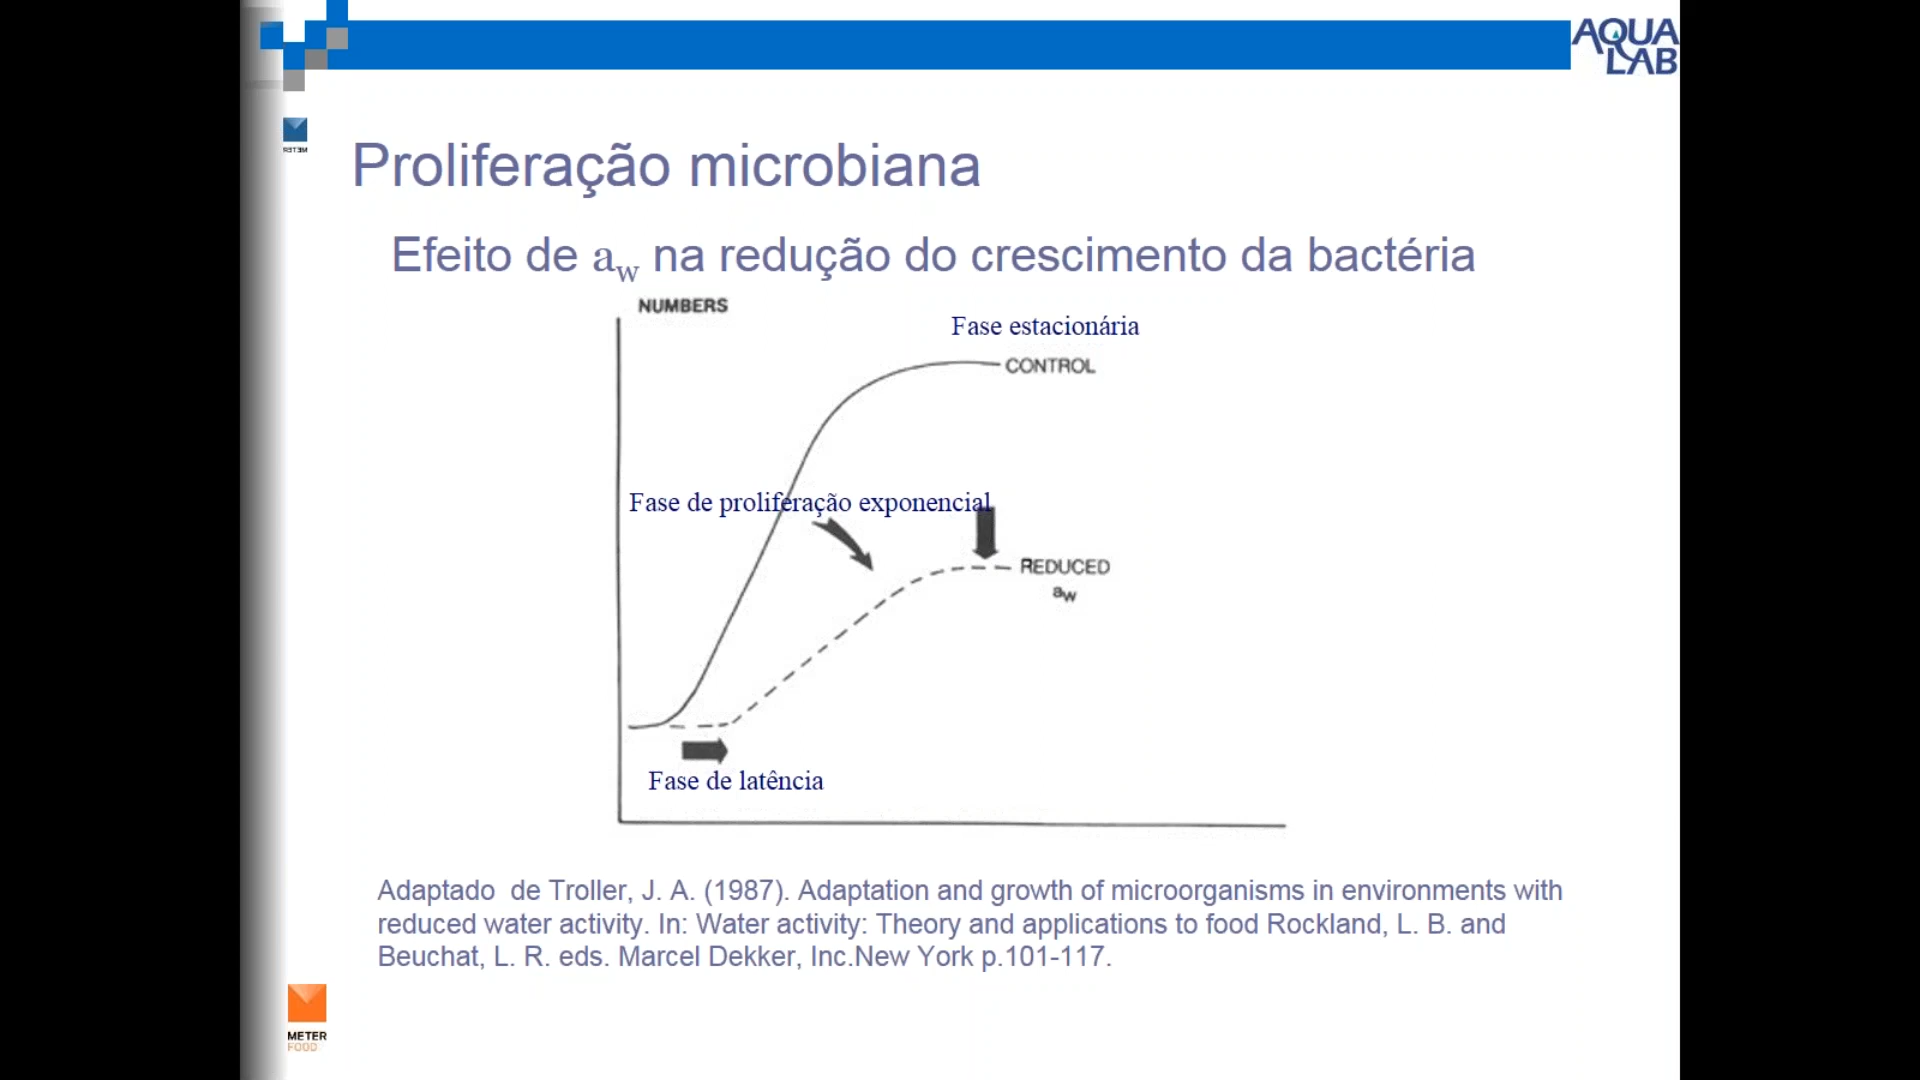 AQUA
LAB
METER
Proliferação microbiana
Efeito de aw na redução do crescimento da bactéria
NUMBERS
Fase estacionária
CONTROL
Fase de proliferação exponencial
REDUCED
aw
Fase de latência
Adaptado de Troller, J. A. (1987). Adaptation and growth of microorganisms in environments with
reduced water activity. In: Water activity: Theory and applications to food Rockland, L. B. and
Beuchat, L. R. eds. Marcel Dekker, Inc.New York p.101-117.
METER
FOOD